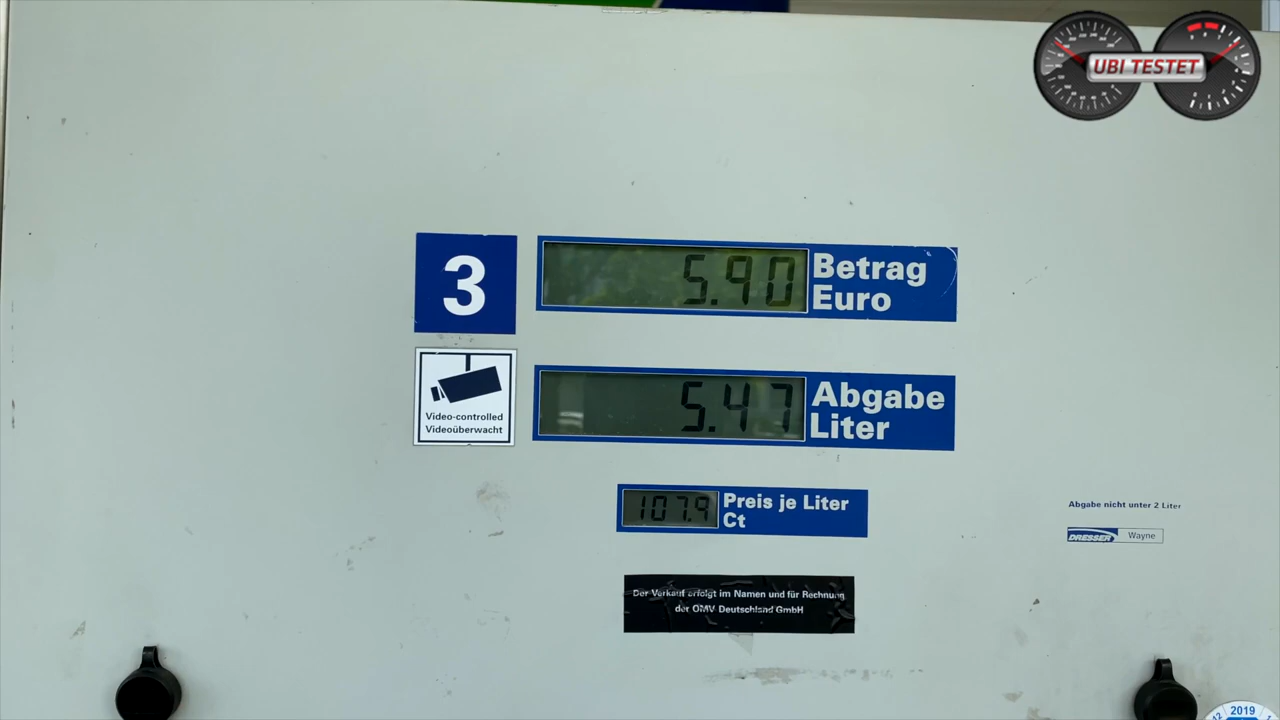 UBI TESTET
3
5.90
Betrag
Euro
Video-controlled
Videoüberwacht
5.47
Abgabe
Liter
107.9
Preis je Liter
Ct
Abgabe nicht unter 2 Liter
DRESSER Wayne
Der Verkauf erfolgt im Namen und für Rechnung
der OMV Deutschland GmbH
12 2019